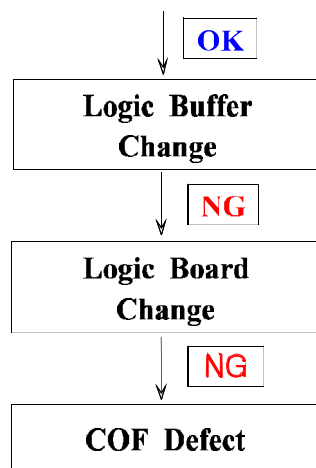 OK
Logic Buffer
Change
NG
Logic Board
Change
NG
COF Defect